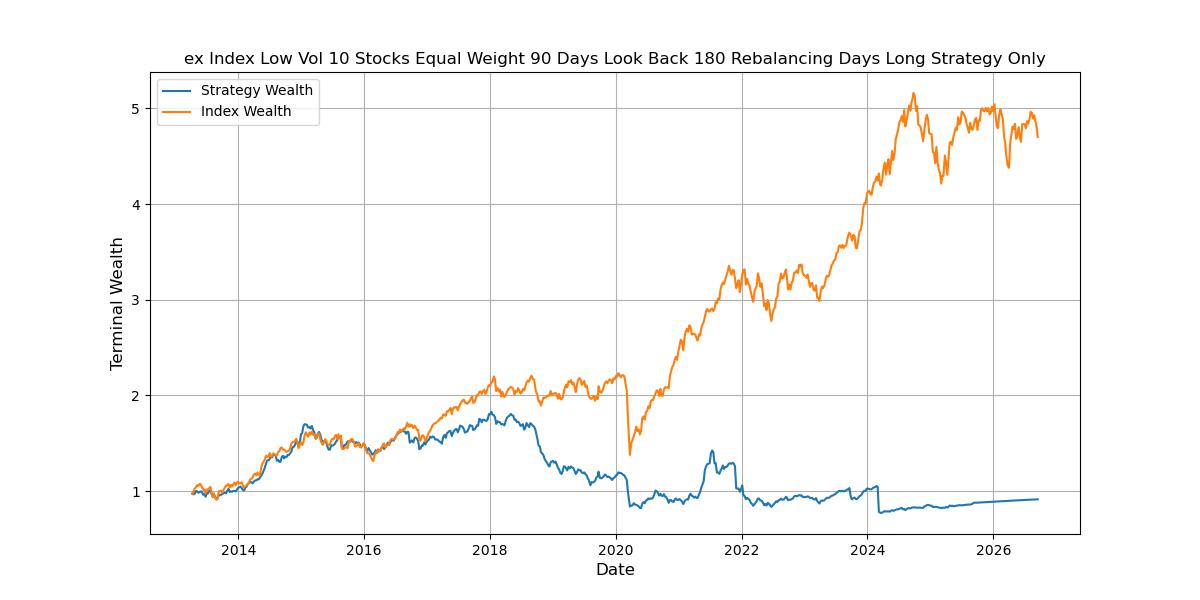 ex Index Low Vol 10 Stocks Equal Weight 90 Days Look Back 180 Rebalancing Days Long Strategy Only
Strategy Wealth
Index Wealth
Terminal Wealth
5
4
3
2
1
2014 2016 2018 2020 2022 2024 2026
Date